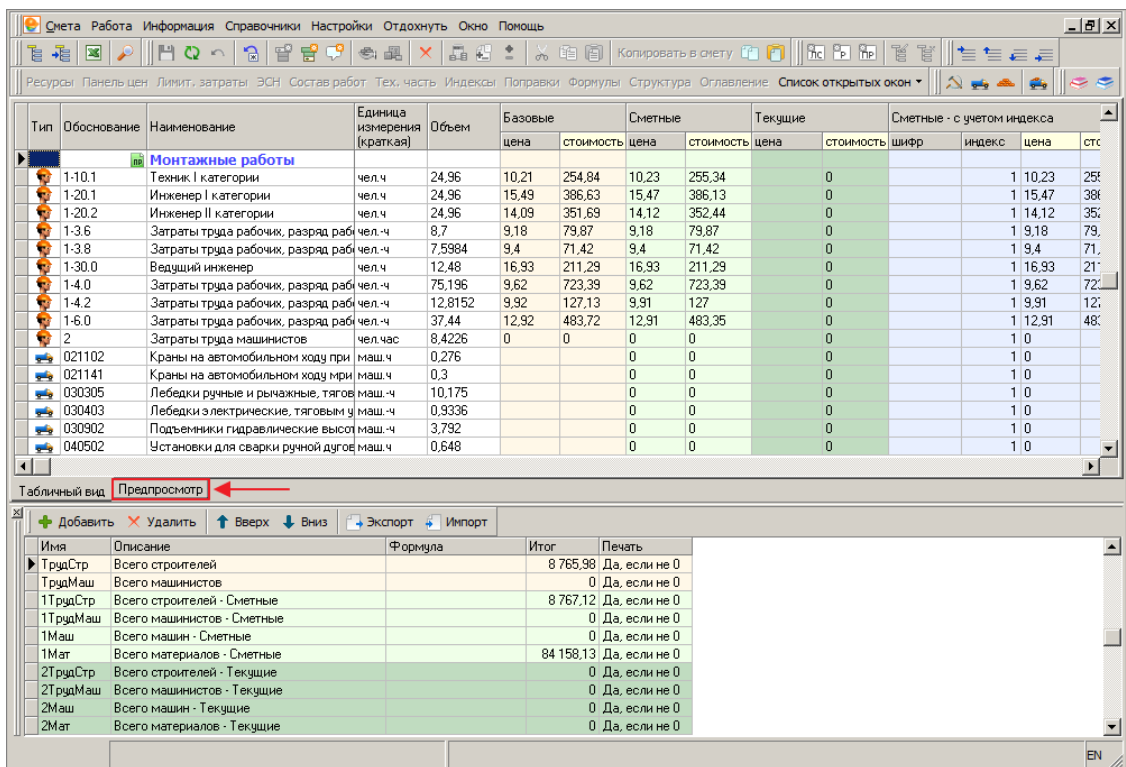 Смета Работа Информация Справочники Настройки Отдохнуть Окно Помощь
Копировать в смету
Ресурсы Панель цен Лимит. затраты ЭСН Состав работ Тех. часть Индексы Поправки Формулы Структура Оглавление Список открытых окон
Тип Обоснование Наименование Единица измерения (краткая) Объем Базовые Сметные Текущие Сметные - с учетом индекса
цена стоимость цена стоимость цена стоимость шифр индекс цена стс
Монтажные работы
1-10.1 Техник I категории чел.ч 24,96 10,21 254,84 10,23 255,34 0 1 10,23 255
1-20.1 Инженер I категории чел.ч 24,96 15,49 386,63 15,47 386,13 0 1 15,47 386
1-20.2 Инженер II категории чел.ч 24,96 14,09 351,69 14,12 352,44 0 1 14,12 352
1-3.6 Затраты труда рабочих, разряд раб чел.-ч 8,7 9,18 79,87 9,18 79,87 0 1 9,18 79,
1-3.8 Затраты труда рабочих, разряд раб чел.-ч 7,5984 9,4 71,42 9,4 71,42 0 1 9,4 71,
1-30.0 Ведущий инженер чел.ч 12,48 16,93 211,29 16,93 211,29 0 1 16,93 211
1-4.0 Затраты труда рабочих, разряд раб чел.-ч 75,196 9,62 723,39 9,62 723,39 0 1 9,62 723
1-4.2 Затраты труда рабочих, разряд раб чел.-ч 12,8152 9,92 127,13 9,91 127 0 1 9,91 127
1-6.0 Затраты труда рабочих, разряд раб чел.-ч 37,44 12,92 483,72 12,91 483,35 0 1 12,91 483
2 Затраты труда машинистов чел.час 8,4226 0 0 0 0 0 1 0
021102 Краны на автомобильном ходу при маш.ч 0,276 0 0 0 1 0
021141 Краны на автомобильном ходу мри маш.ч 0,3 0 0 0 1 0
030305 Лебедки ручные и рычажные, тягов маш.-ч 10,175 0 0 0 1 0
030403 Лебедки электрические, тяговым у маш.-ч 0,9336 0 0 0 1 0
030902 Подъемники гидравлические высот маш.-ч 3,792 0 0 0 1 0
040502 Установки для сварки ручной дугов маш.ч 0,648 0 0 0 1 0
Табличный вид Предпросмотр
Добавить Удалить Вверх Вниз Экспорт Импорт
Имя Описание Формула Итог Печать
ТрудСтр Всего строителей 8 765,98 Да, если не 0
ТрудМаш Всего машинистов 0 Да, если не 0
1ТрудСтр Всего строителей - Сметные 8 767,12 Да, если не 0
1ТрудМаш Всего машинистов - Сметные 0 Да, если не 0
1Маш Всего машин - Сметные 0 Да, если не 0
1Мат Всего материалов - Сметные 84 158,13 Да, если не 0
2ТрудСтр Всего строителей - Текущие 0 Да, если не 0
2ТрудМаш Всего машинистов - Текущие 0 Да, если не 0
2Маш Всего машин - Текущие 0 Да, если не 0
2Мат Всего материалов - Текущие 0 Да, если не 0
EN